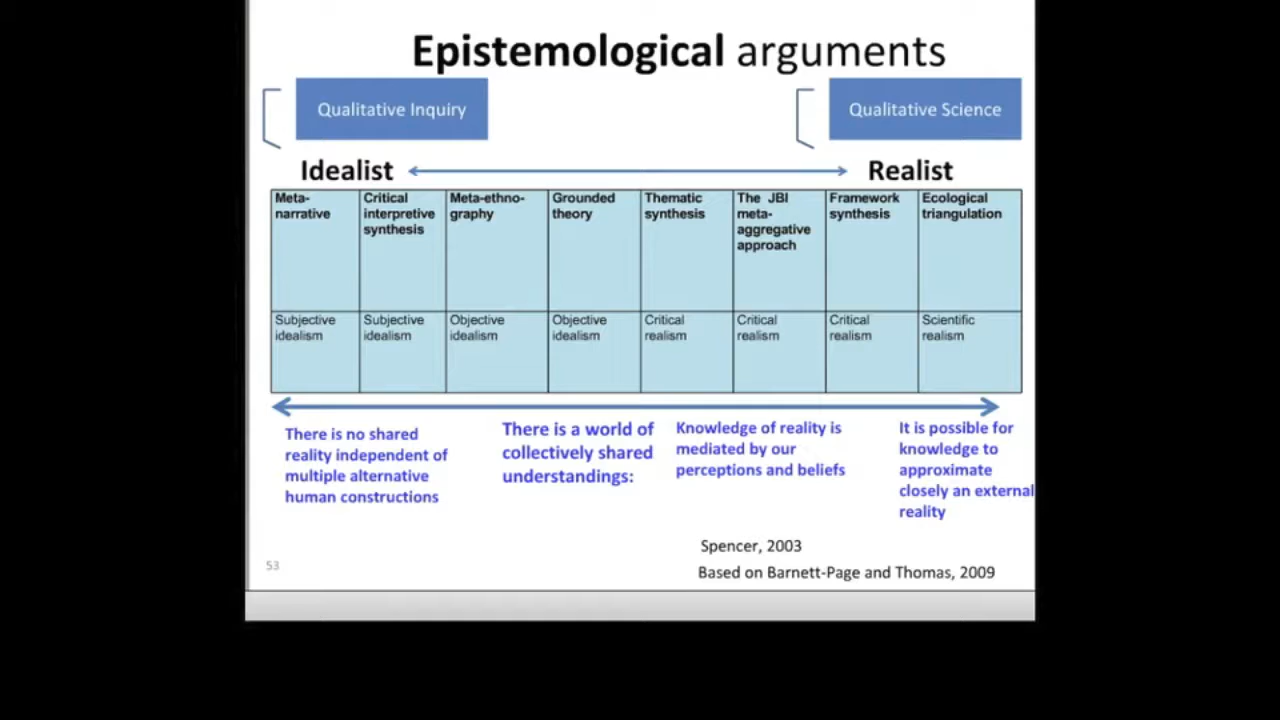 Epistemological arguments
Qualitative Inquiry
Qualitative Science
Idealist
Realist
Meta-
narrative
Critical
interpretive
synthesis
Meta-ethno-
graphy
Grounded
theory
Thematic
synthesis
The JBI
meta-
aggregative
approach
Framework
synthesis
Ecological
triangulation
Subjective
idealism
Subjective
idealism
Objective
idealism
Objective
idealism
Critical
realism
Critical
realism
Critical
realism
Scientific
realism
There is no shared
reality independent of
multiple alternative
human constructions
There is a world of
collectively shared
understandings:
Knowledge of reality is
mediated by our
perceptions and beliefs
It is possible for
knowledge to
approximate
closely an external
reality
Spencer, 2003
Based on Barnett-Page and Thomas, 2009
53